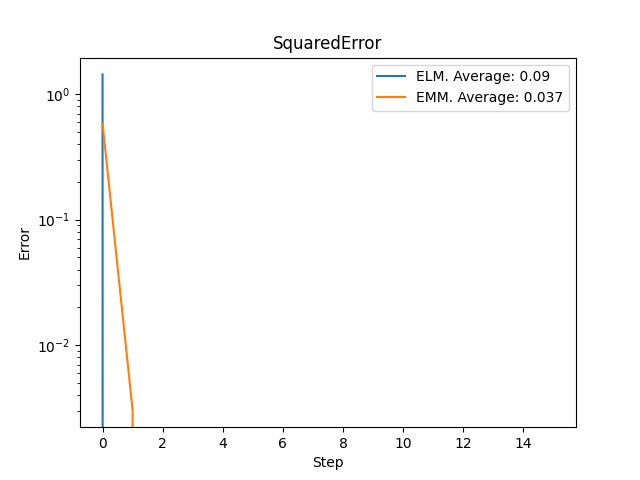 SquaredError
ELM. Average: 0.09
EMM. Average: 0.037
10⁰
10⁻¹
10⁻²
Error
0 2 4 6 8 10 12 14
Step